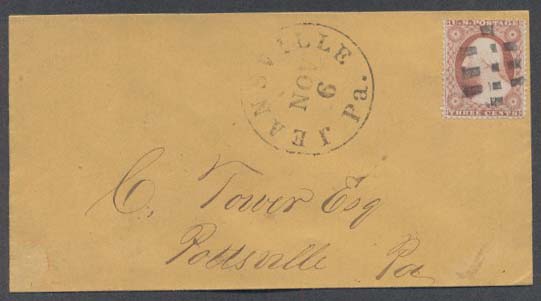 JEANSVILLE Pa.
NOV
6
U.S. POSTAGE
THREE CENTS
C. Tower Esq
Pottsville Pa